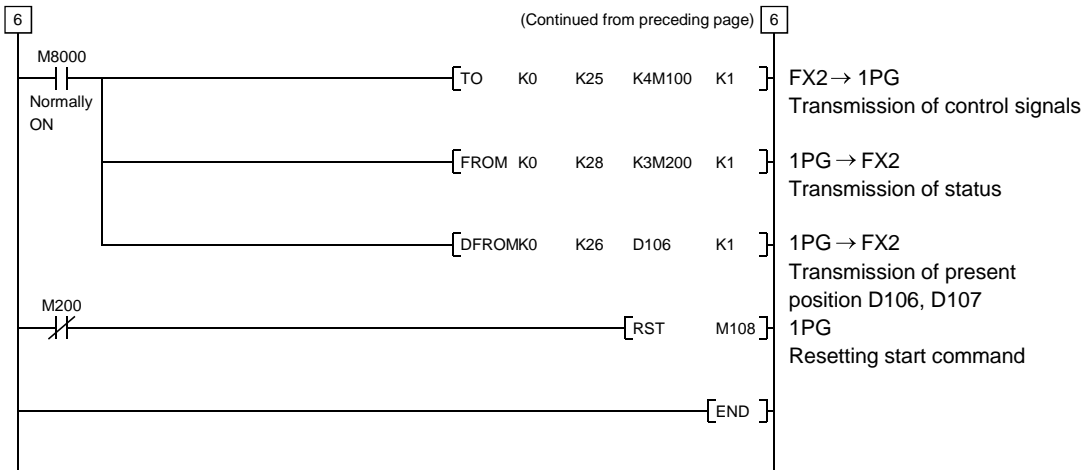 6 (Continued from preceding page) 6
M8000
Normally
ON
TO K0 K25 K4M100 K1
FX2→1PG
Transmission of control signals
FROM K0 K28 K3M200 K1
1PG→FX2
Transmission of status
DFROMK0 K26 D106 K1
1PG→FX2
Transmission of present
position D106, D107
M200
RST M108
1PG
Resetting start command
END